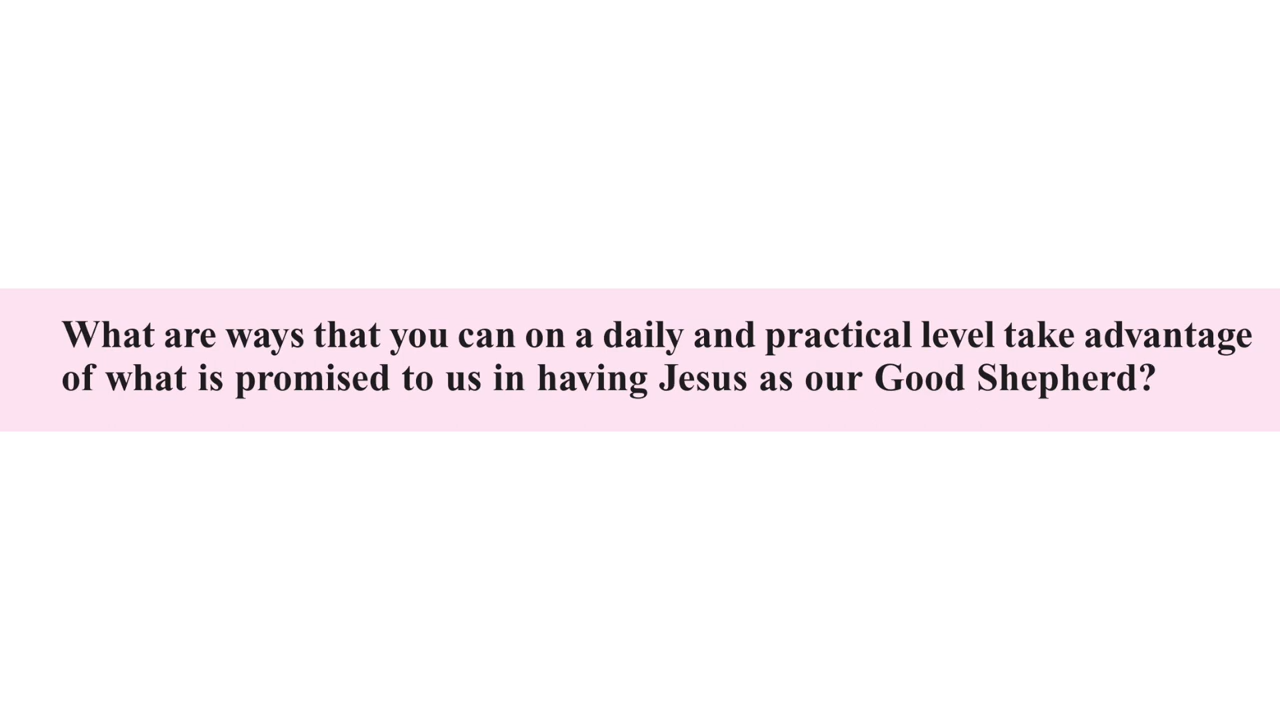 What are ways that you can on a daily and practical level take advantage
of what is promised to us in having Jesus as our Good Shepherd?